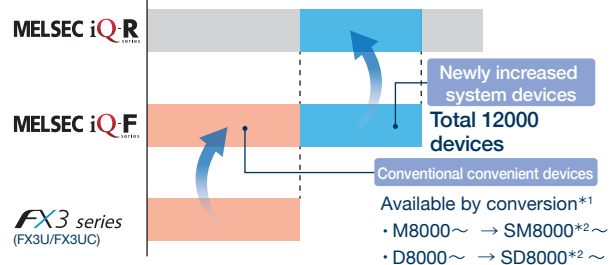 MELSEC iQ-R
series
Newly increased
system devices
MELSEC iQ-F
series
Total 12000
devices
Conventional convenient devices
FX3 series
(FX3U/FX3UC)
Available by conversion*1
・M8000～ → SM8000*2～
・D8000～ → SD8000*2～